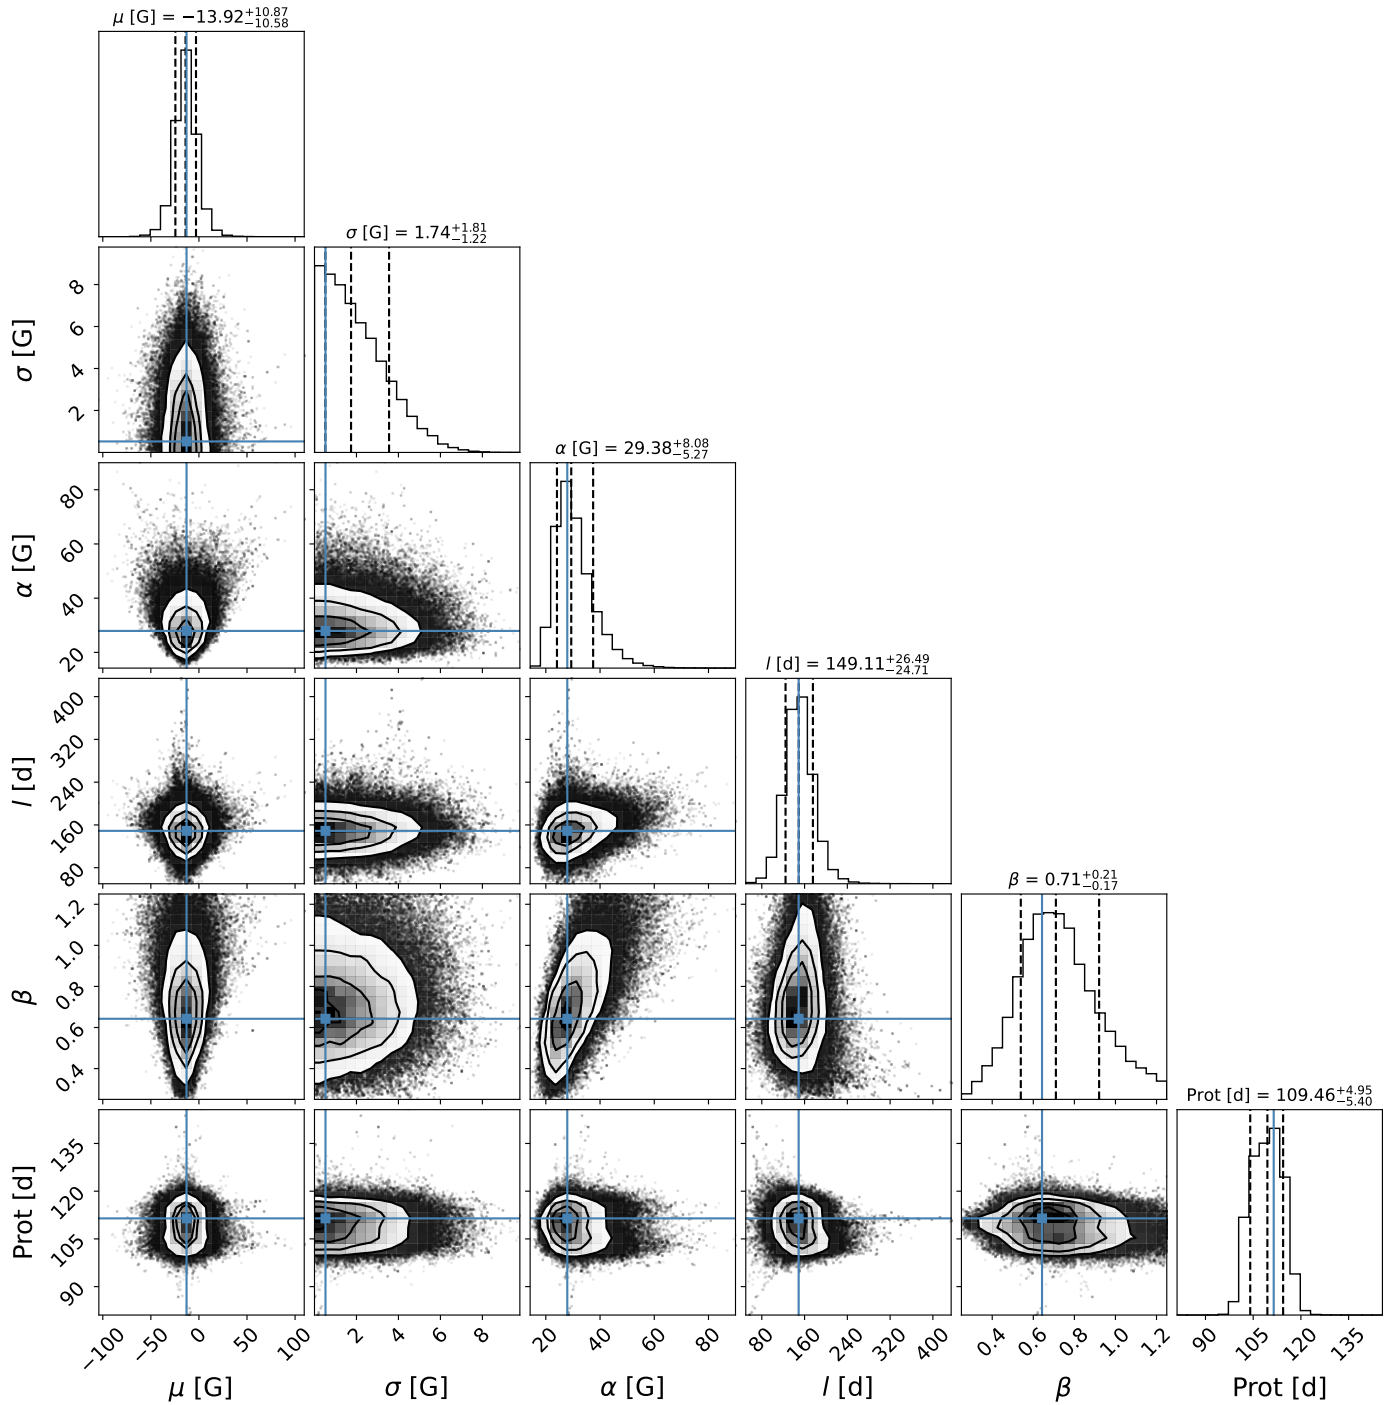 μ [G] = −13.92 +10.87 −10.58
σ [G] = 1.74 +1.81 −1.22
8
6
4
2
σ [G]
α [G] = 29.38 +8.08 −5.27
80
60
40
20
α [G]
l [d] = 149.11 +26.49 −24.71
400
320
240
160
80
l [d]
β = 0.71 +0.21 −0.17
1.2
1.0
0.8
0.6
0.4
β
Prot [d] = 109.46 +4.95 −5.40
135
120
105
90
Prot [d]
−100 −50 0 50 100
2 4 6 8
20 40 60 80
80 160 240 320 400
0.4 0.6 0.8 1.0 1.2
90 105 120 135
μ [G] σ [G] α [G] l [d] β Prot [d]